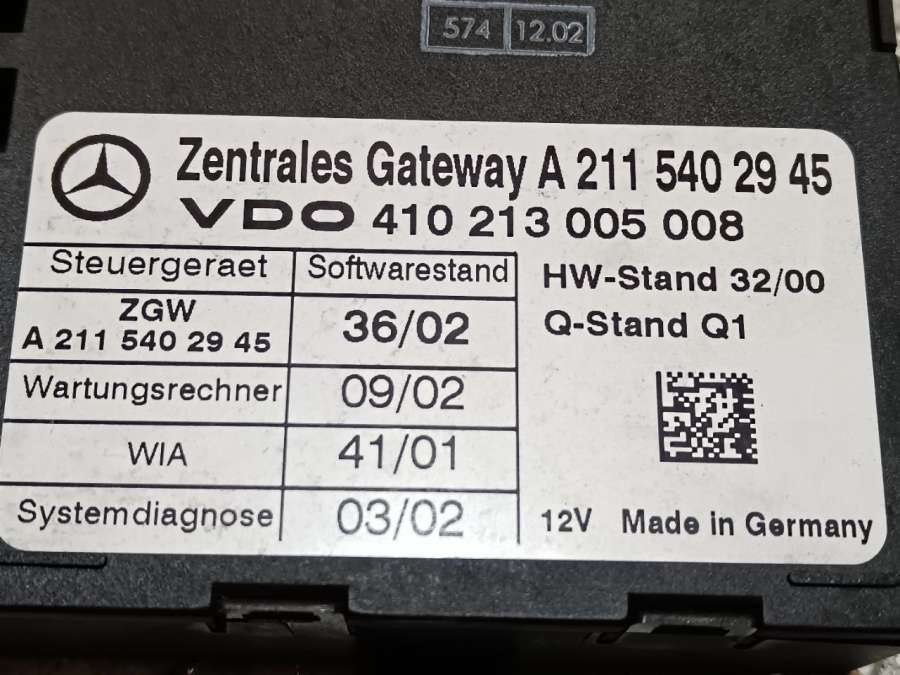 574 12.02
Zentrales Gateway A 211 540 29 45
VDO 410 213 005 008
Steuergeraet Softwarestand
HW-Stand 32/00
ZGW
A 211 540 29 45 36/02
Q-Stand Q1
Wartungsrechner 09/02
WIA 41/01
Systemdiagnose 03/02
12V Made in Germany